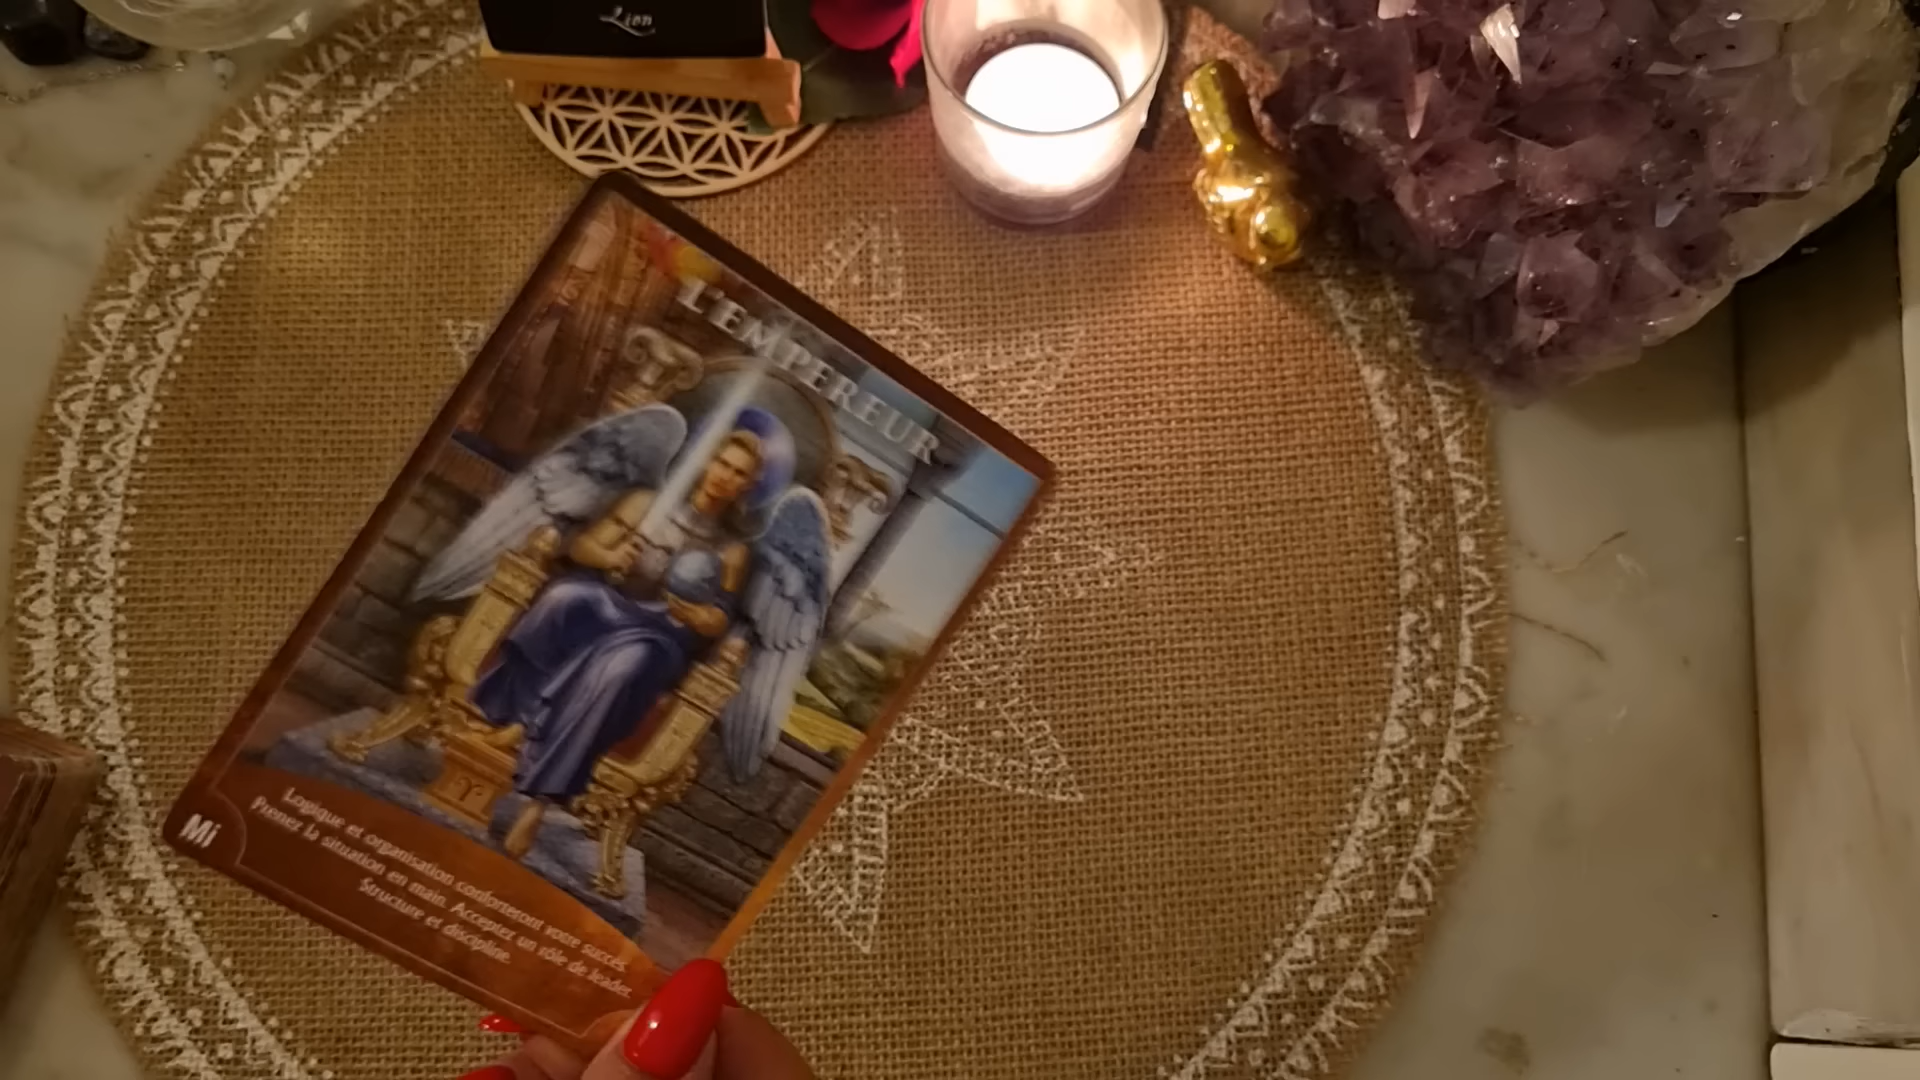 Lion
L'EMPEREUR
Mi
Logique et organisation conforteront votre succès.
Prenez la situation en main. Accepter un rôle de leader.
Structure et discipline.